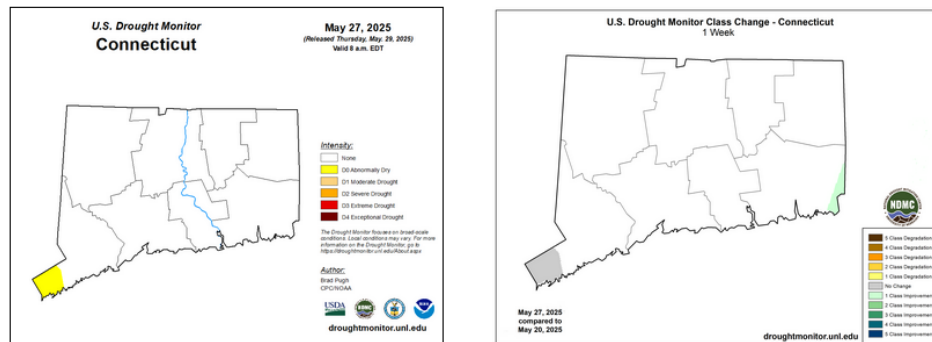 U.S. Drought Monitor
Connecticut
May 27, 2025
(Released Thursday, May. 29, 2025)
Valid 8 a.m. EDT
Intensity:
None
D0 Abnormally Dry
D1 Moderate Drought
D2 Severe Drought
D3 Extreme Drought
D4 Exceptional Drought
The Drought Monitor focuses on broad-scale
conditions. Local conditions may vary. For more
information on the Drought Monitor, go to
https://droughtmonitor.unl.edu/About.aspx
Author:
Brad Pugh
CPC/NOAA
USDA
NDMC
droughtmonitor.unl.edu
U.S. Drought Monitor Class Change - Connecticut
1 Week
NDMC
5 Class Degradation
4 Class Degradation
3 Class Degradation
2 Class Degradation
1 Class Degradation
No Change
1 Class Improvement
2 Class Improvement
3 Class Improvement
4 Class Improvement
5 Class Improvement
May 27, 2025
compared to
May 20, 2025
droughtmonitor.unl.edu